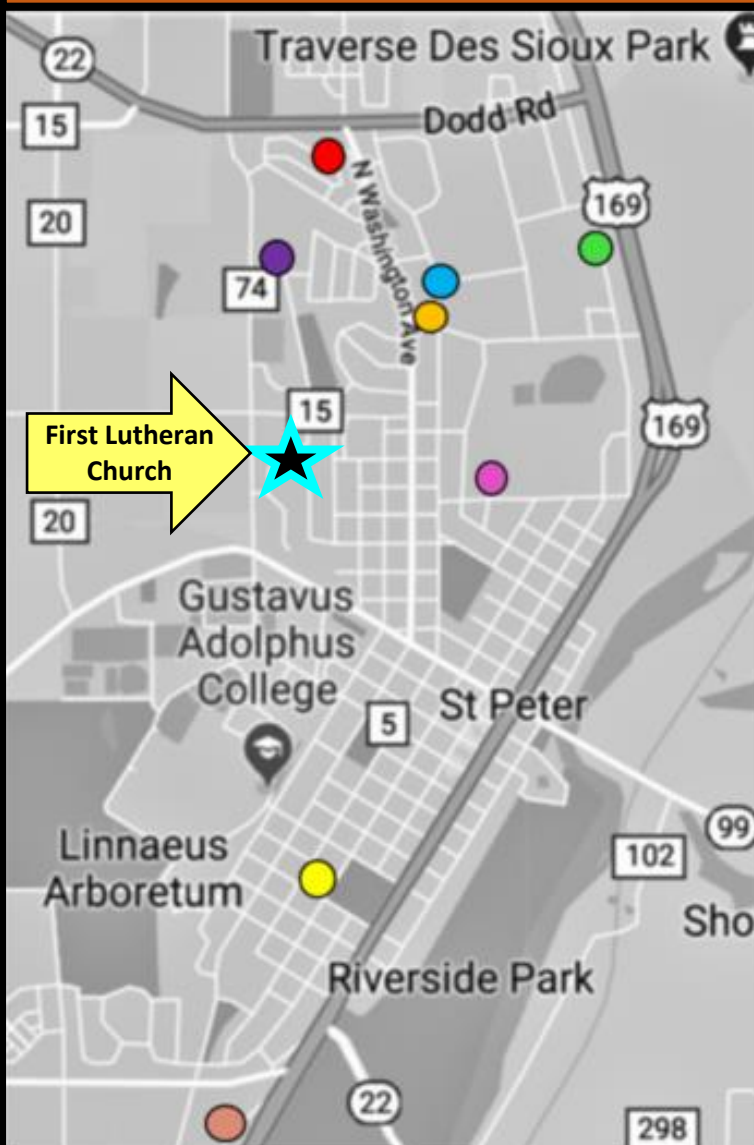 Traverse Des Sioux Park
22
Dodd Rd
15
20
169
N Washington Ave
74
15
First Lutheran
Church
169
20
Gustavus
Adolphus
College
5
St Peter
99
102
Linnaeus
Arboretum
Sho
Riverside Park
22
298